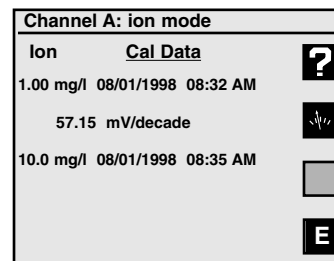 Channel A: ion mode
Ion Cal Data
?
1.00 mg/l 08/01/1998 08:32 AM
57.15 mV/decade
10.0 mg/l 08/01/1998 08:35 AM
E